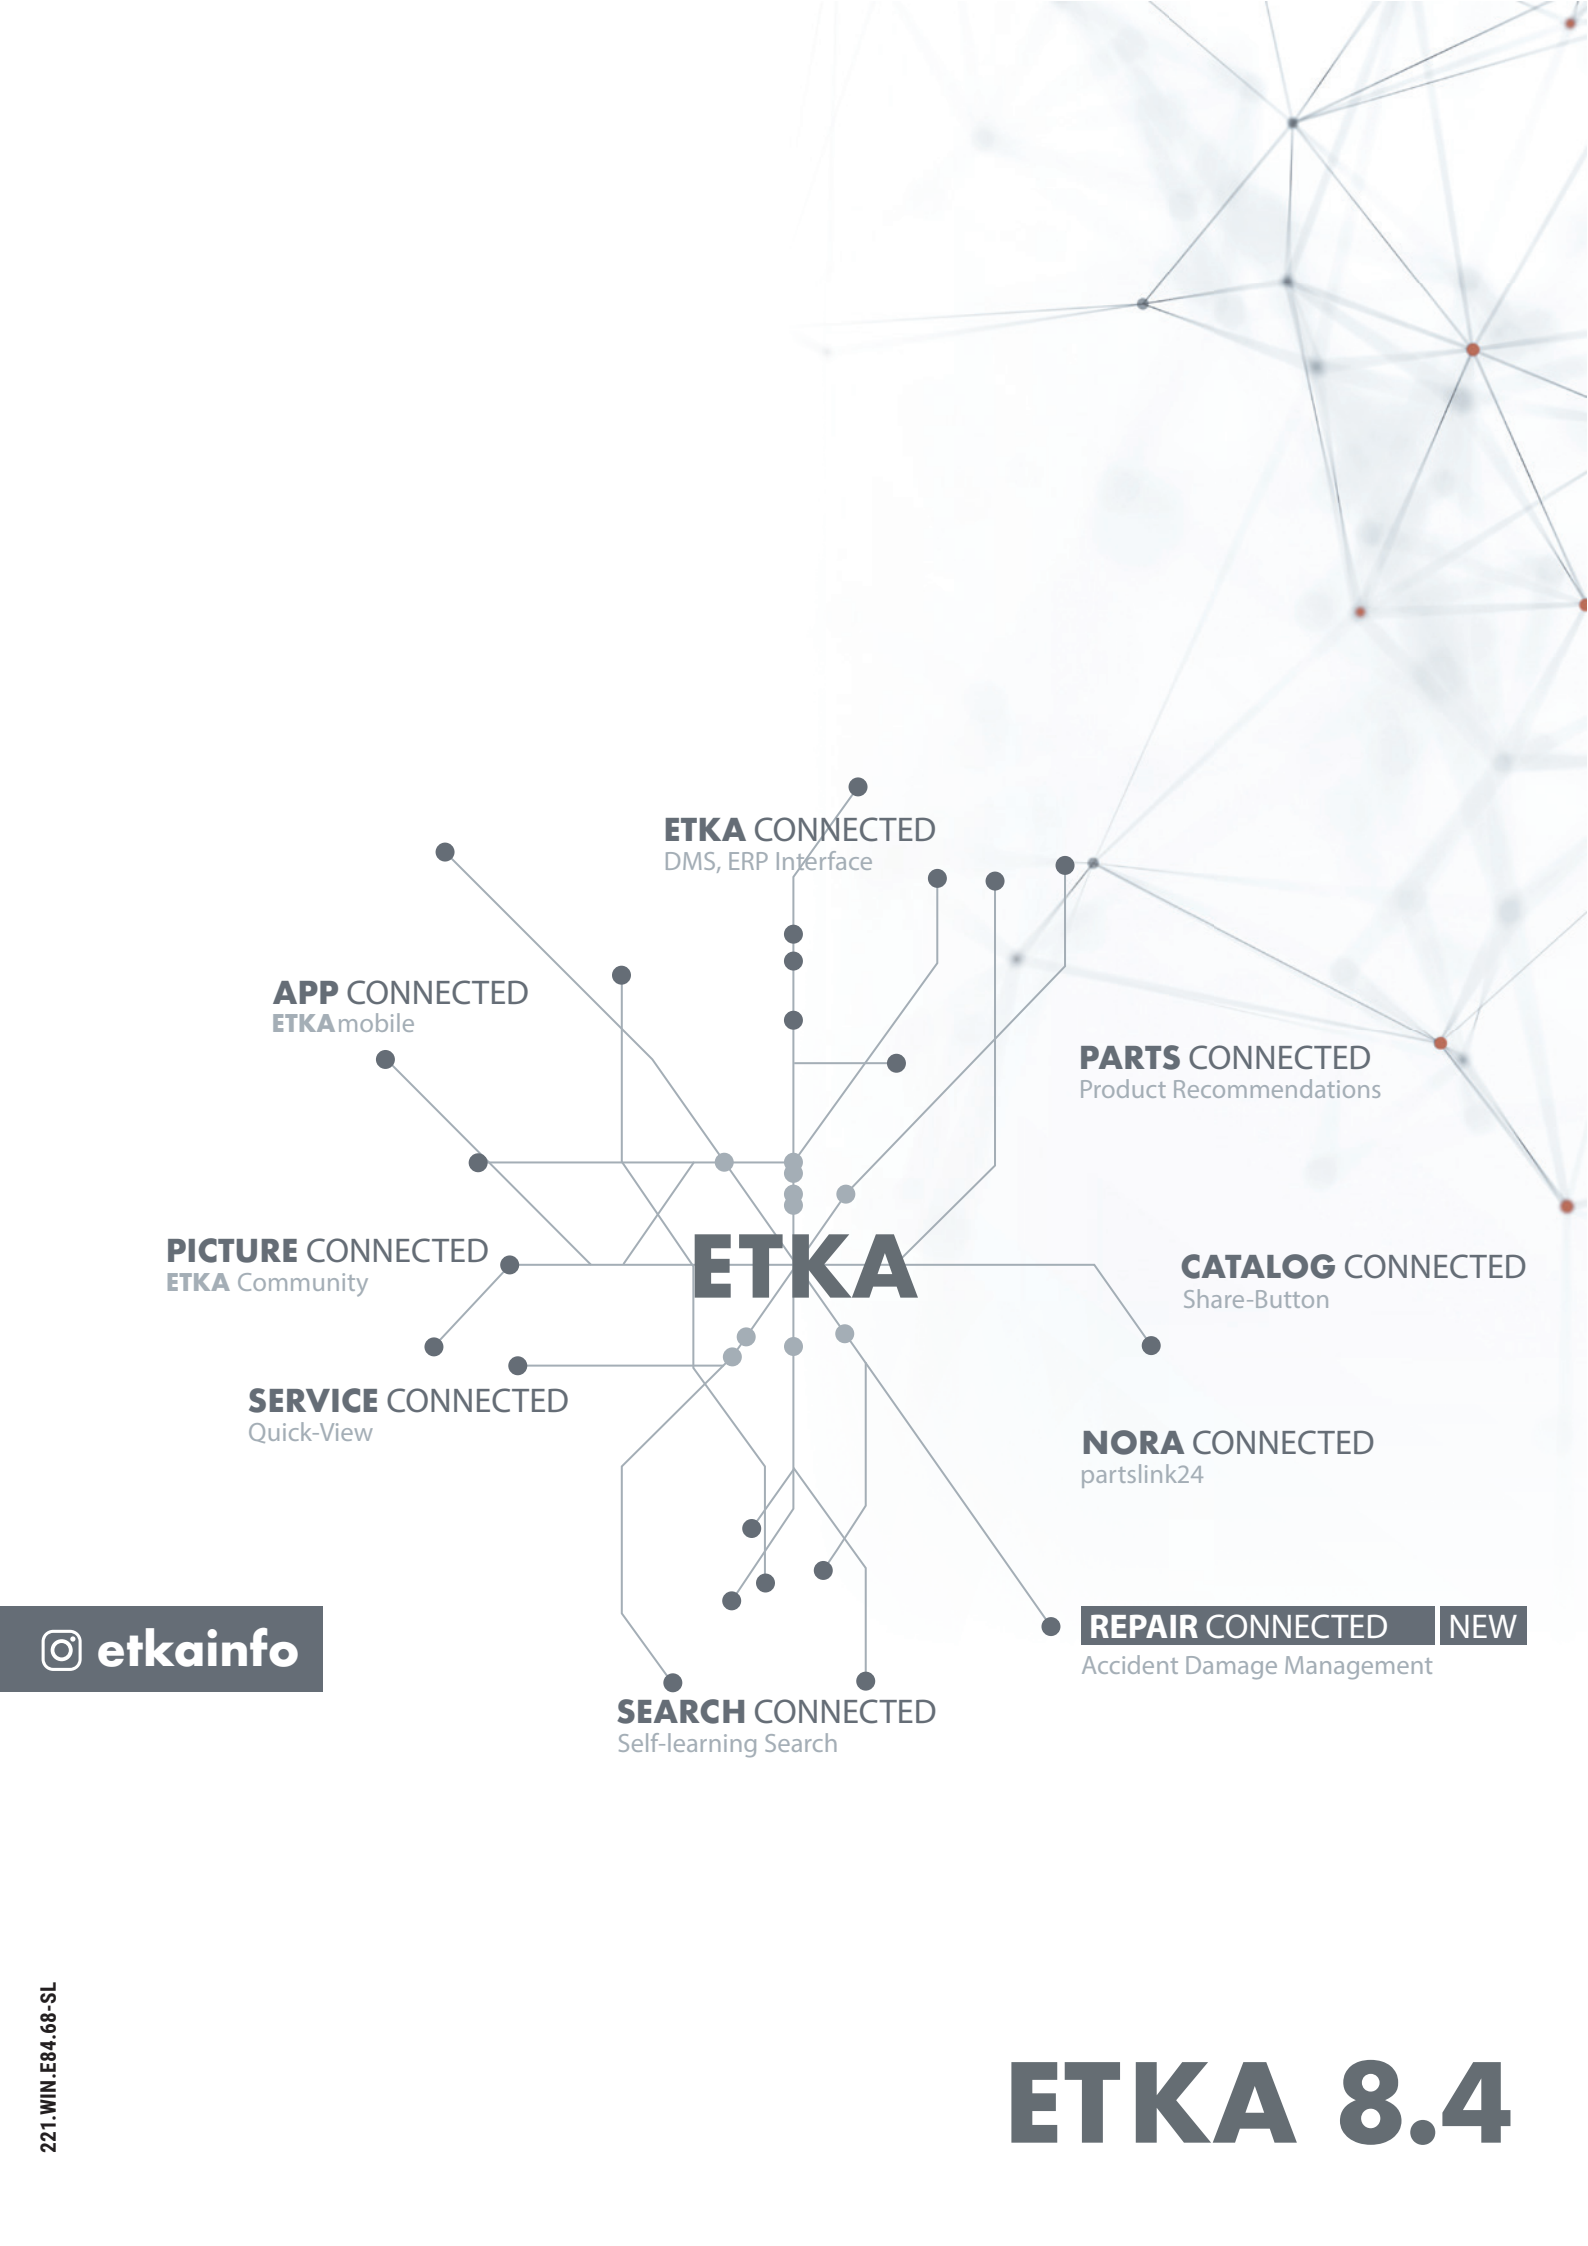 ETKA CONNECTED
DMS, ERP Interface
APP CONNECTED
ETKAmobile
PARTS CONNECTED
Product Recommendations
PICTURE CONNECTED
ETKA Community
ETKA
CATALOG CONNECTED
Share-Button
SERVICE CONNECTED
Quick-View
NORA CONNECTED
partslink24
REPAIR CONNECTED NEW
Accident Damage Management
etkainfo
SEARCH CONNECTED
Self-learning Search
221.WIN.E84.68-SL
ETKA 8.4